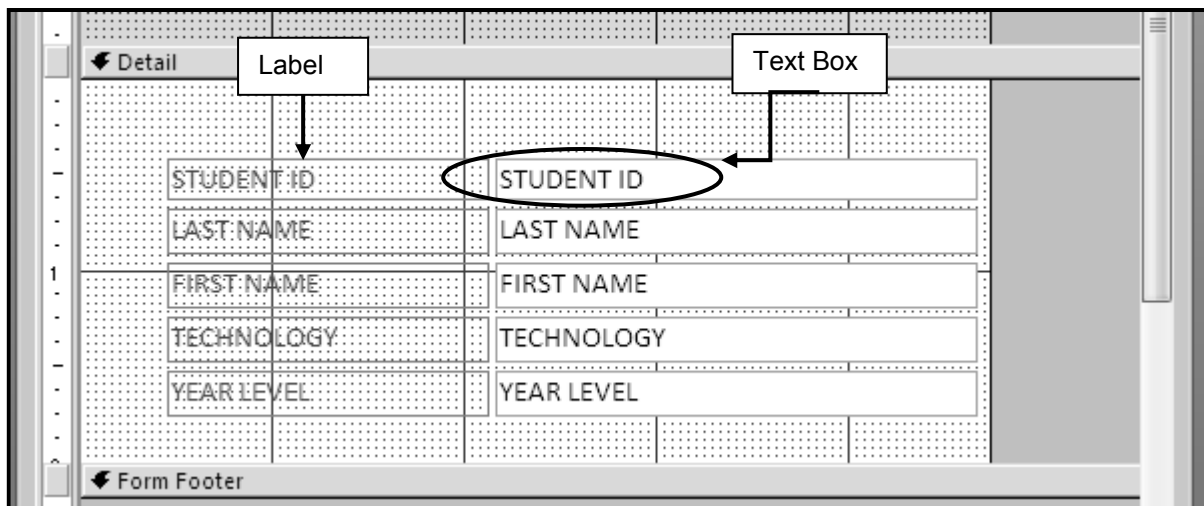 Detail
Label
Text Box
STUDENT ID STUDENT ID
LAST NAME LAST NAME
1
FIRST NAME FIRST NAME
TECHNOLOGY TECHNOLOGY
YEAR LEVEL YEAR LEVEL
Form Footer